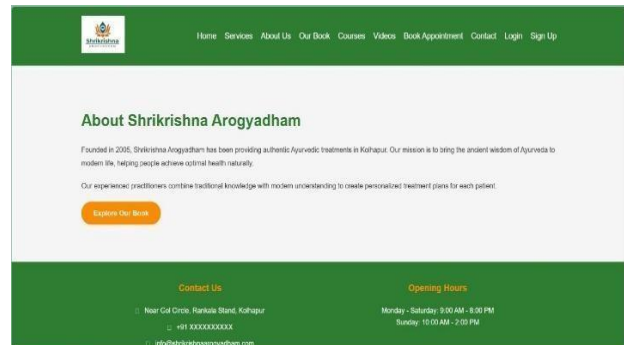 Shrikrishna
Home Services About Us Our Book Courses Videos Book Appointment Contact Login Sign Up
About Shrikrishna Arogyadham
Founded in 2005, Shrikrishna Arogyadham has been providing authentic Ayurvedic treatments in Kolhapur. Our mission is to bring the ancient wisdom of Ayurveda to
modern life, helping people achieve optimal health naturally.
Our experienced practitioners combine traditional knowledge with modern understanding to create personalized treatment plans for each patient.
Explore Our Book
Contact Us
Near Gol Circle, Rankala Stand, Kolhapur
+91 XXXXXXXXXX
info@shrikrishnaarogyadham.com
Opening Hours
Monday - Saturday: 9:00 AM - 8:00 PM
Sunday: 10:00 AM - 2:00 PM